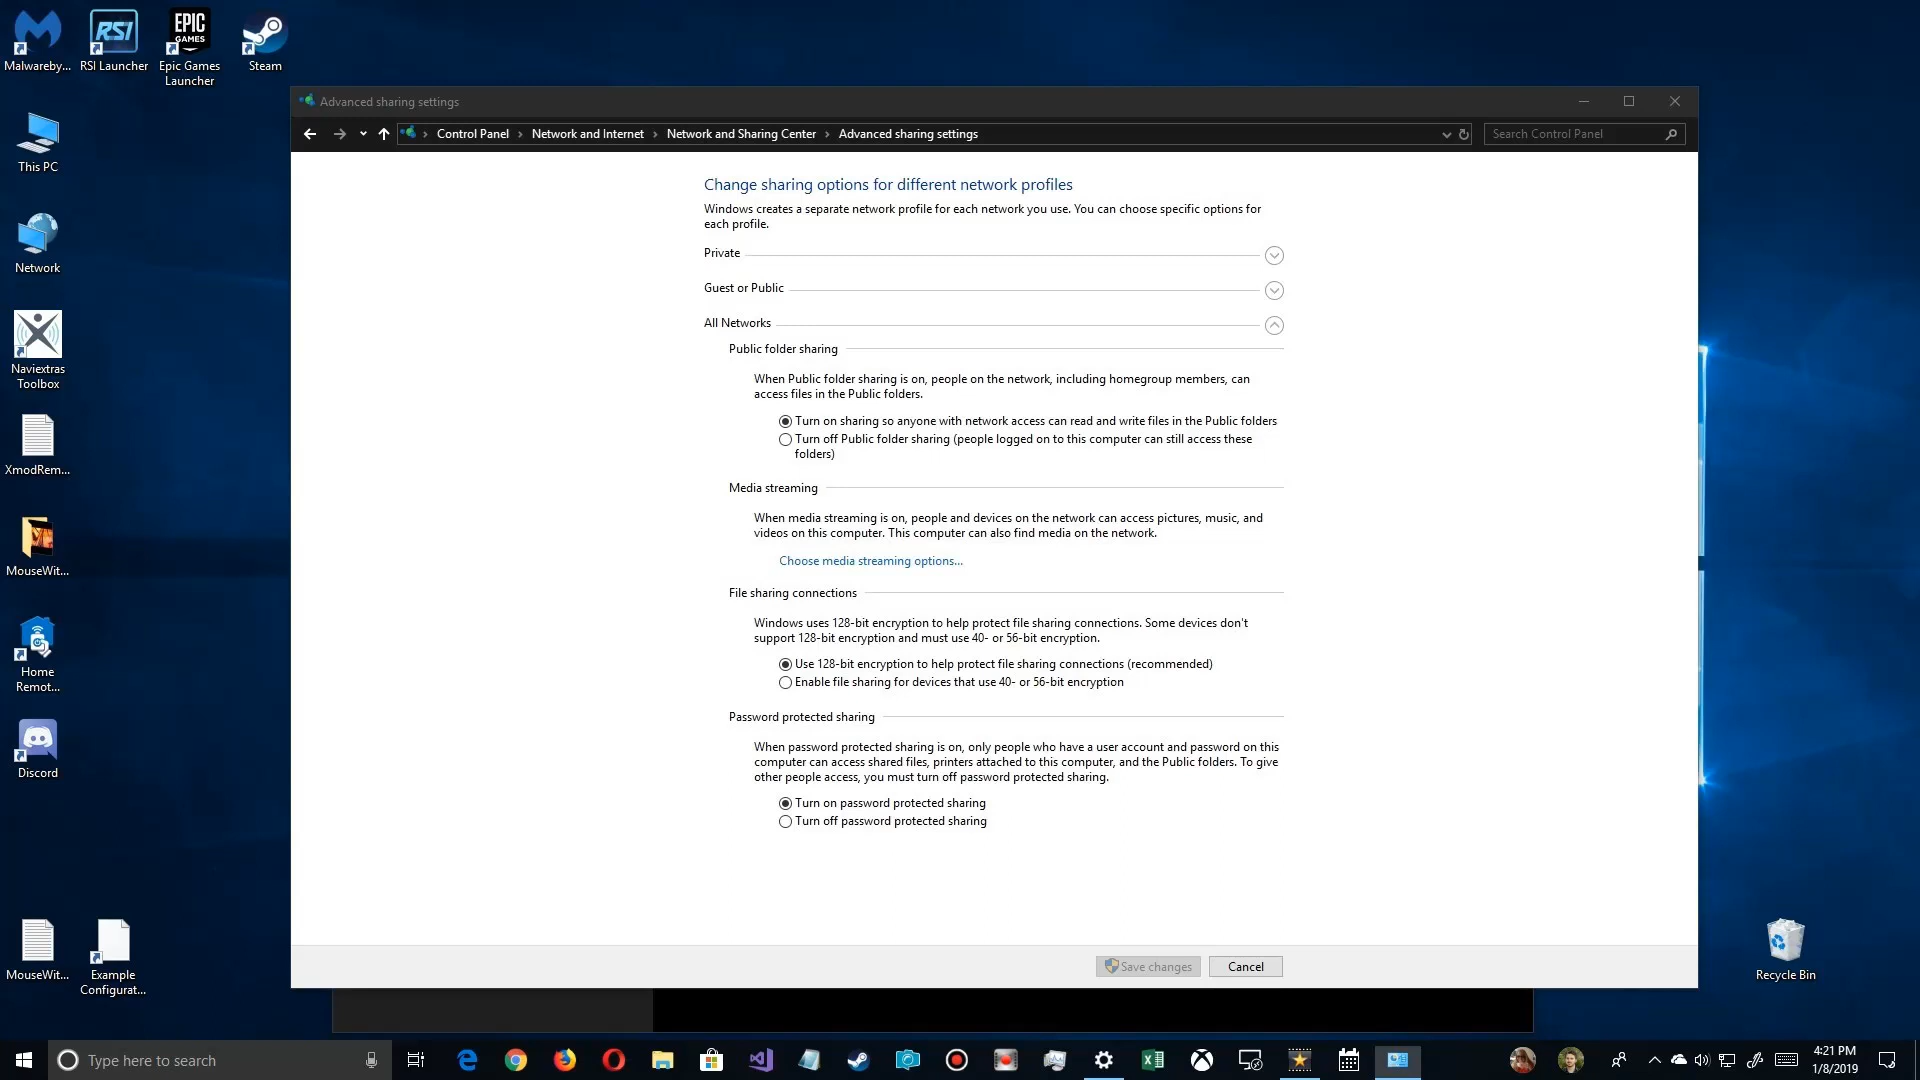 Malwareby...
RSI Launcher
Epic Games
Launcher
Steam
RSI
EPIC
GAMES
This PC
Network
Naviextras
Toolbox
XmodRem...
MouseWit...
Home
Remot...
Discord
MouseWit...
Example
Configurat...
Recycle Bin
Advanced sharing settings
Control Panel › Network and Internet › Network and Sharing Center › Advanced sharing settings
Search Control Panel
Change sharing options for different network profiles
Windows creates a separate network profile for each network you use. You can choose specific options for
each profile.
Private
Guest or Public
All Networks
Public folder sharing
When Public folder sharing is on, people on the network, including homegroup members, can
access files in the Public folders.
Turn on sharing so anyone with network access can read and write files in the Public folders
Turn off Public folder sharing (people logged on to this computer can still access these
folders)
Media streaming
When media streaming is on, people and devices on the network can access pictures, music, and
videos on this computer. This computer can also find media on the network.
Choose media streaming options...
File sharing connections
Windows uses 128-bit encryption to help protect file sharing connections. Some devices don't
support 128-bit encryption and must use 40- or 56-bit encryption.
Use 128-bit encryption to help protect file sharing connections (recommended)
Enable file sharing for devices that use 40- or 56-bit encryption
Password protected sharing
When password protected sharing is on, only people who have a user account and password on this
computer can access shared files, printers attached to this computer, and the Public folders. To give
other people access, you must turn off password protected sharing.
Turn on password protected sharing
Turn off password protected sharing
Save changes
Cancel
Type here to search
4:21 PM
1/8/2019